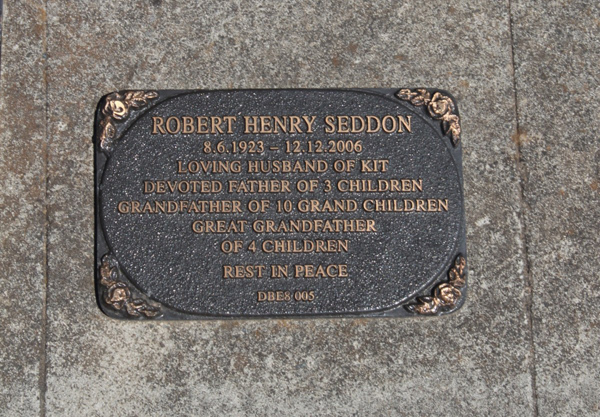 ROBERT HENRY SEDDON
8.6.1923 – 12.12.2006
LOVING HUSBAND OF KIT
DEVOTED FATHER OF 3 CHILDREN
GRANDFATHER OF 10 GRAND CHILDREN
GREAT GRANDFATHER
OF 4 CHILDREN
REST IN PEACE
DBE8/005